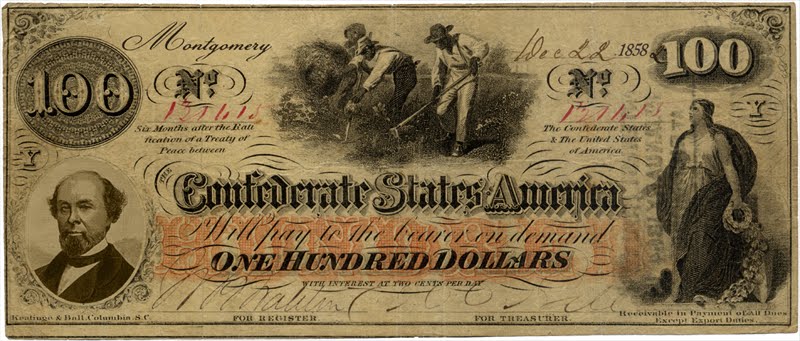 Montgomery
Dec 22 1858
100
100
No
No
Six Months after the Rati
fication of a Treaty of
Peace between
The Confederate States
& The United States
of America
Y
Y
THE
Confederate States America
Will pay to the bearer on demand
ONE HUNDRED DOLLARS
WITH INTEREST AT TWO CENTS PER DAY
Keatinge & Ball, Columbia S.C.
FOR REGISTER.
FOR TREASURER.
Receivable in Payment of All Dues
Except Export Duties.